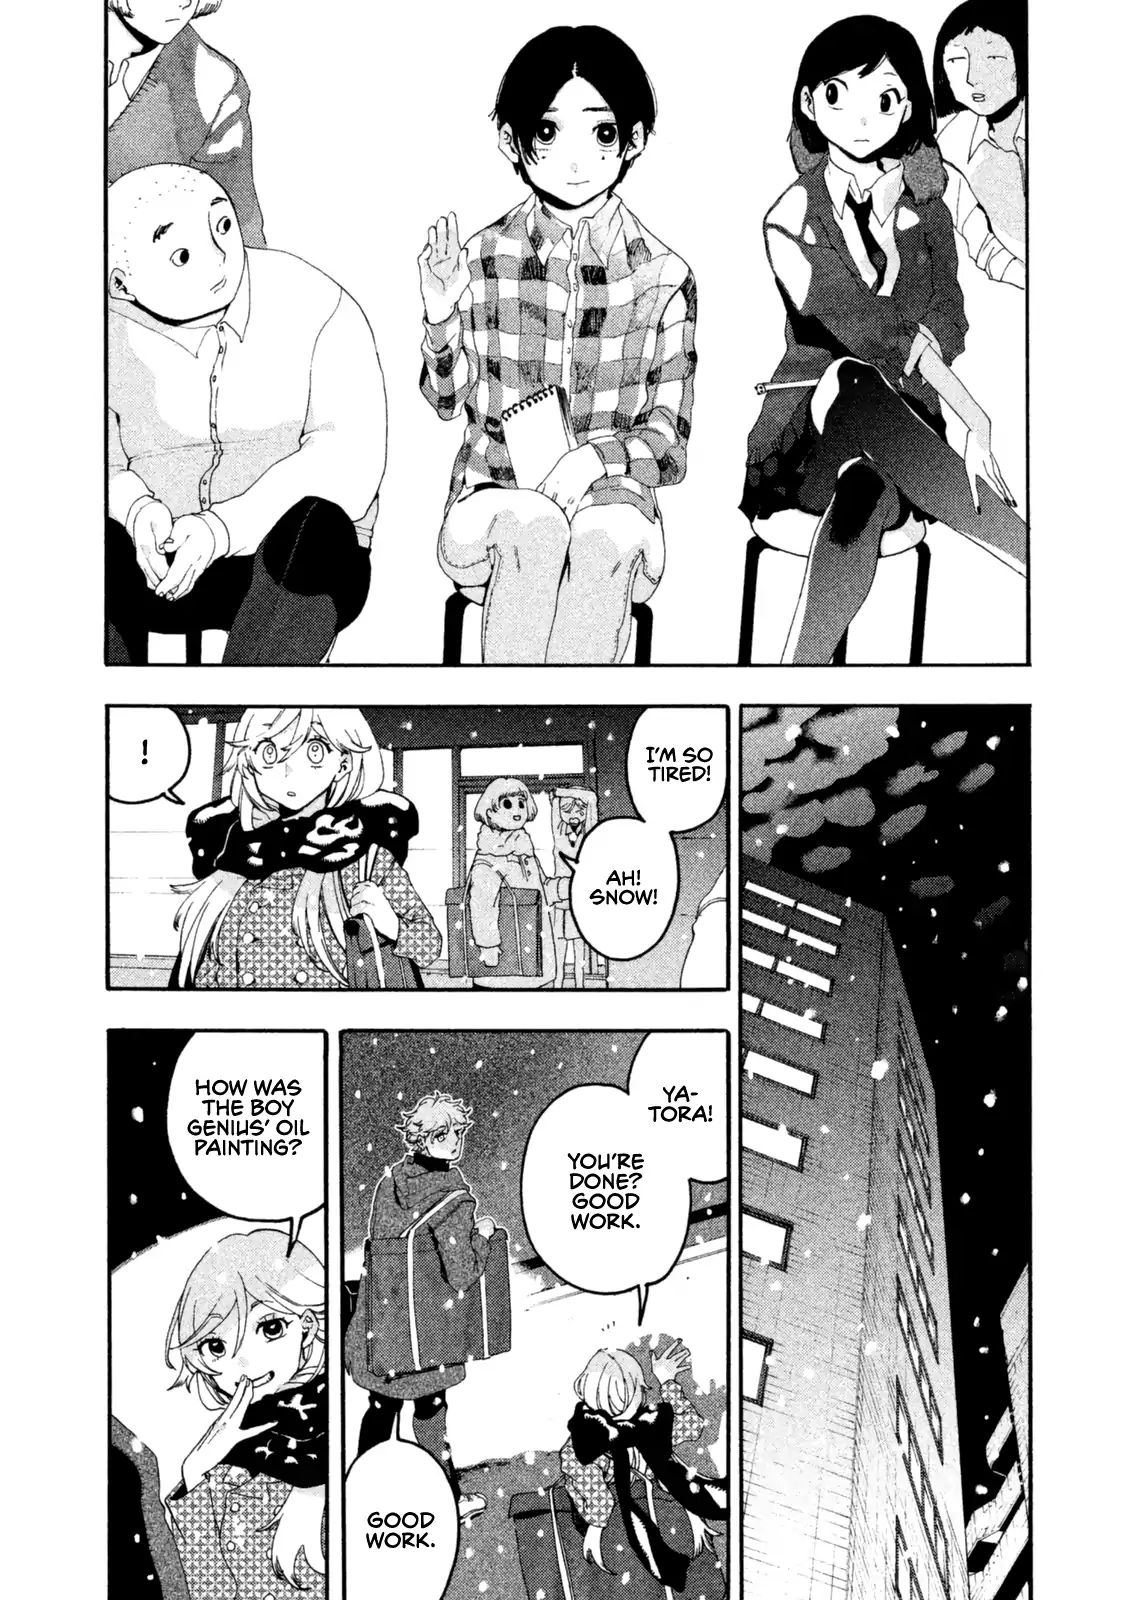 I'M SO
TIRED!
AH!
SNOW!
!
YA-
TORA!
YOU'RE
DONE?
GOOD
WORK.
GOOD
WORK.
HOW WAS
THE BOY
GENIUS' OIL
PAINTING?